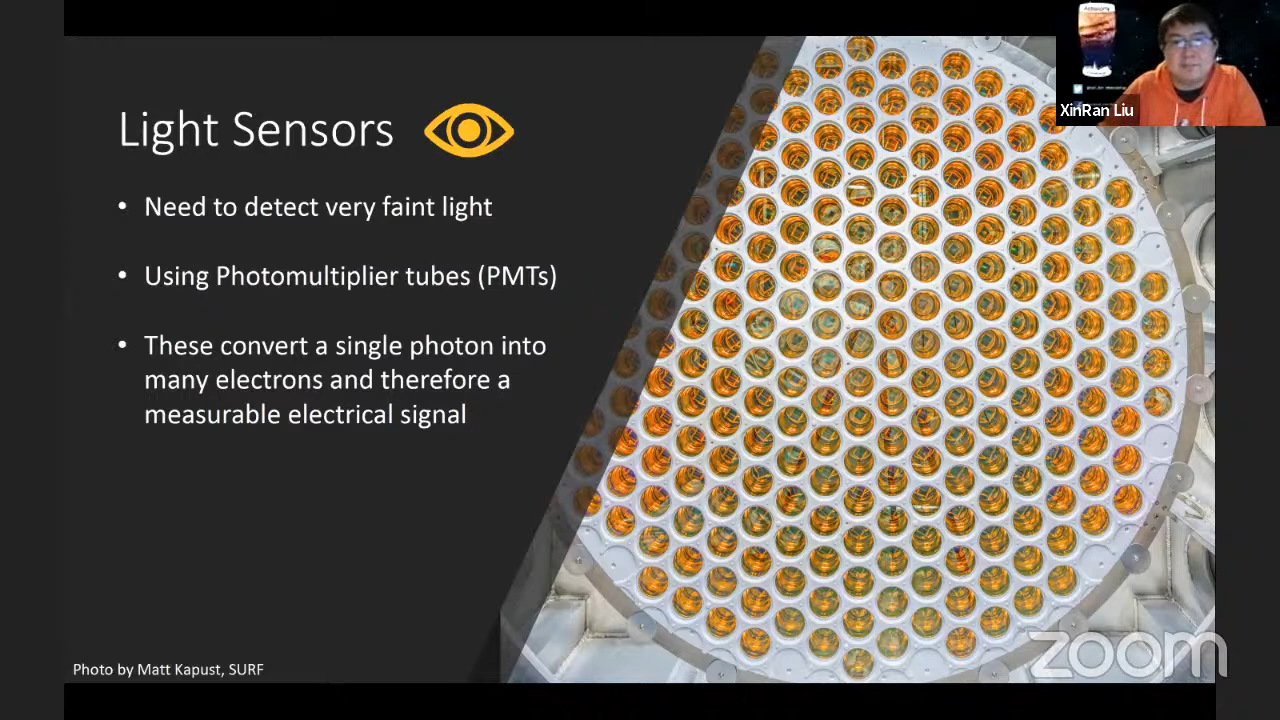 Astronomy
XinRan Liu
Light Sensors
• Need to detect very faint light
• Using Photomultiplier tubes (PMTs)
• These convert a single photon into
many electrons and therefore a
measurable electrical signal
Photo by Matt Kapust, SURF
zoom